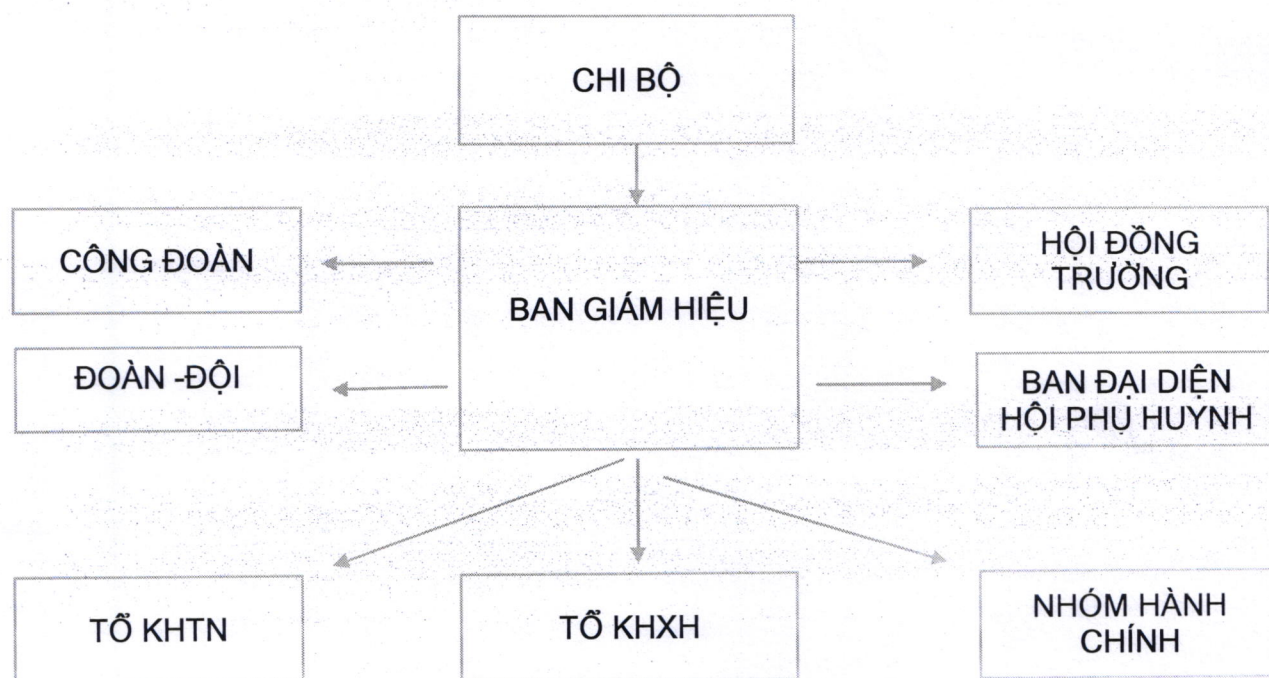 CHI BỘ
CÔNG ĐOÀN
BAN GIÁM HIỆU
HỘI ĐỒNG
TRƯỜNG
ĐOÀN -ĐỘI
BAN ĐẠI DIỆN
HỘI PHỤ HUYNH
TỔ KHTN
TỔ KHXH
NHÓM HÀNH
CHÍNH